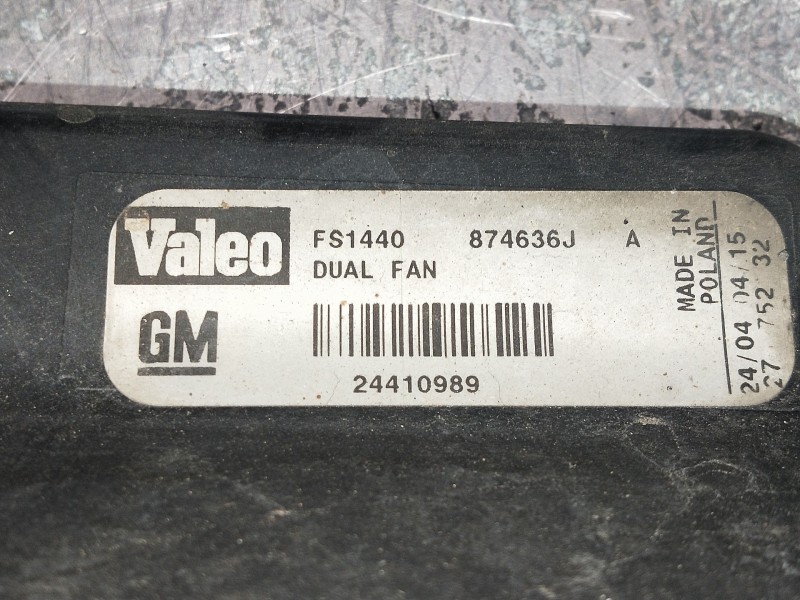 Valeo
FS1440 874636J A
DUAL FAN
GM
24410989
MADE IN
POLAND
24/04 04/15
27 752 32